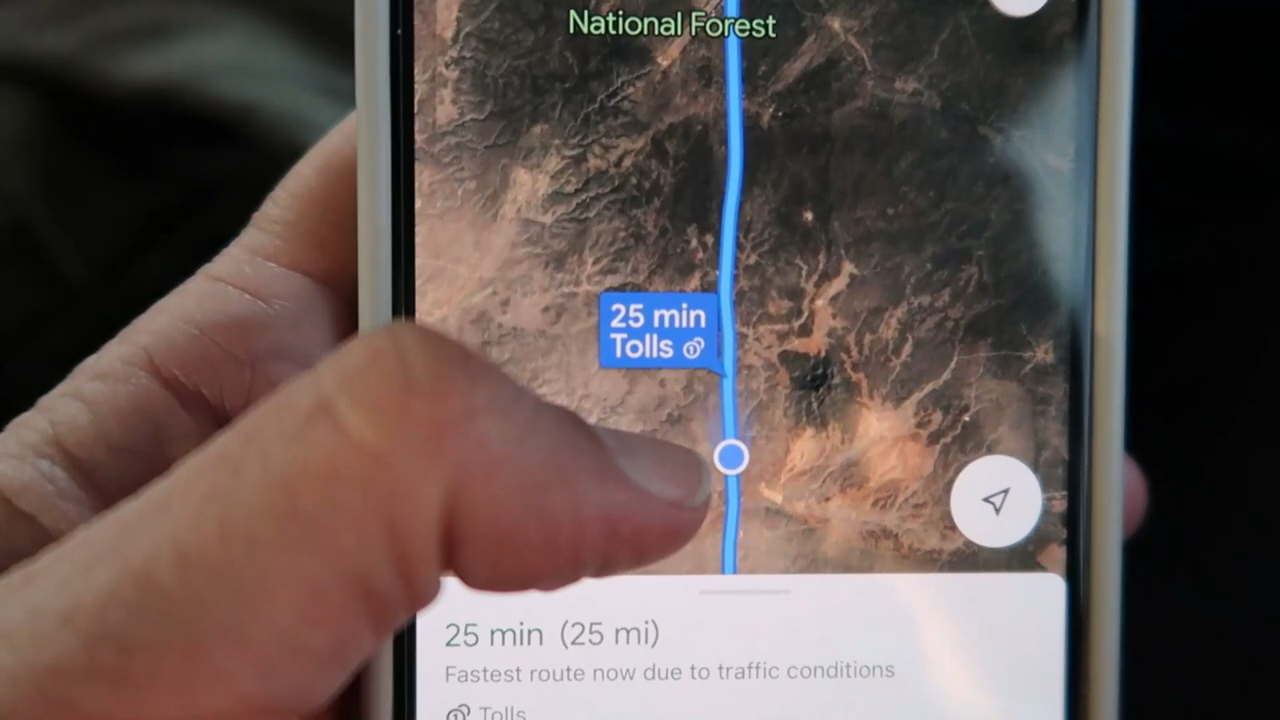 National Forest
25 min
Tolls
25 min (25 mi)
Fastest route now due to traffic conditions
Tolls